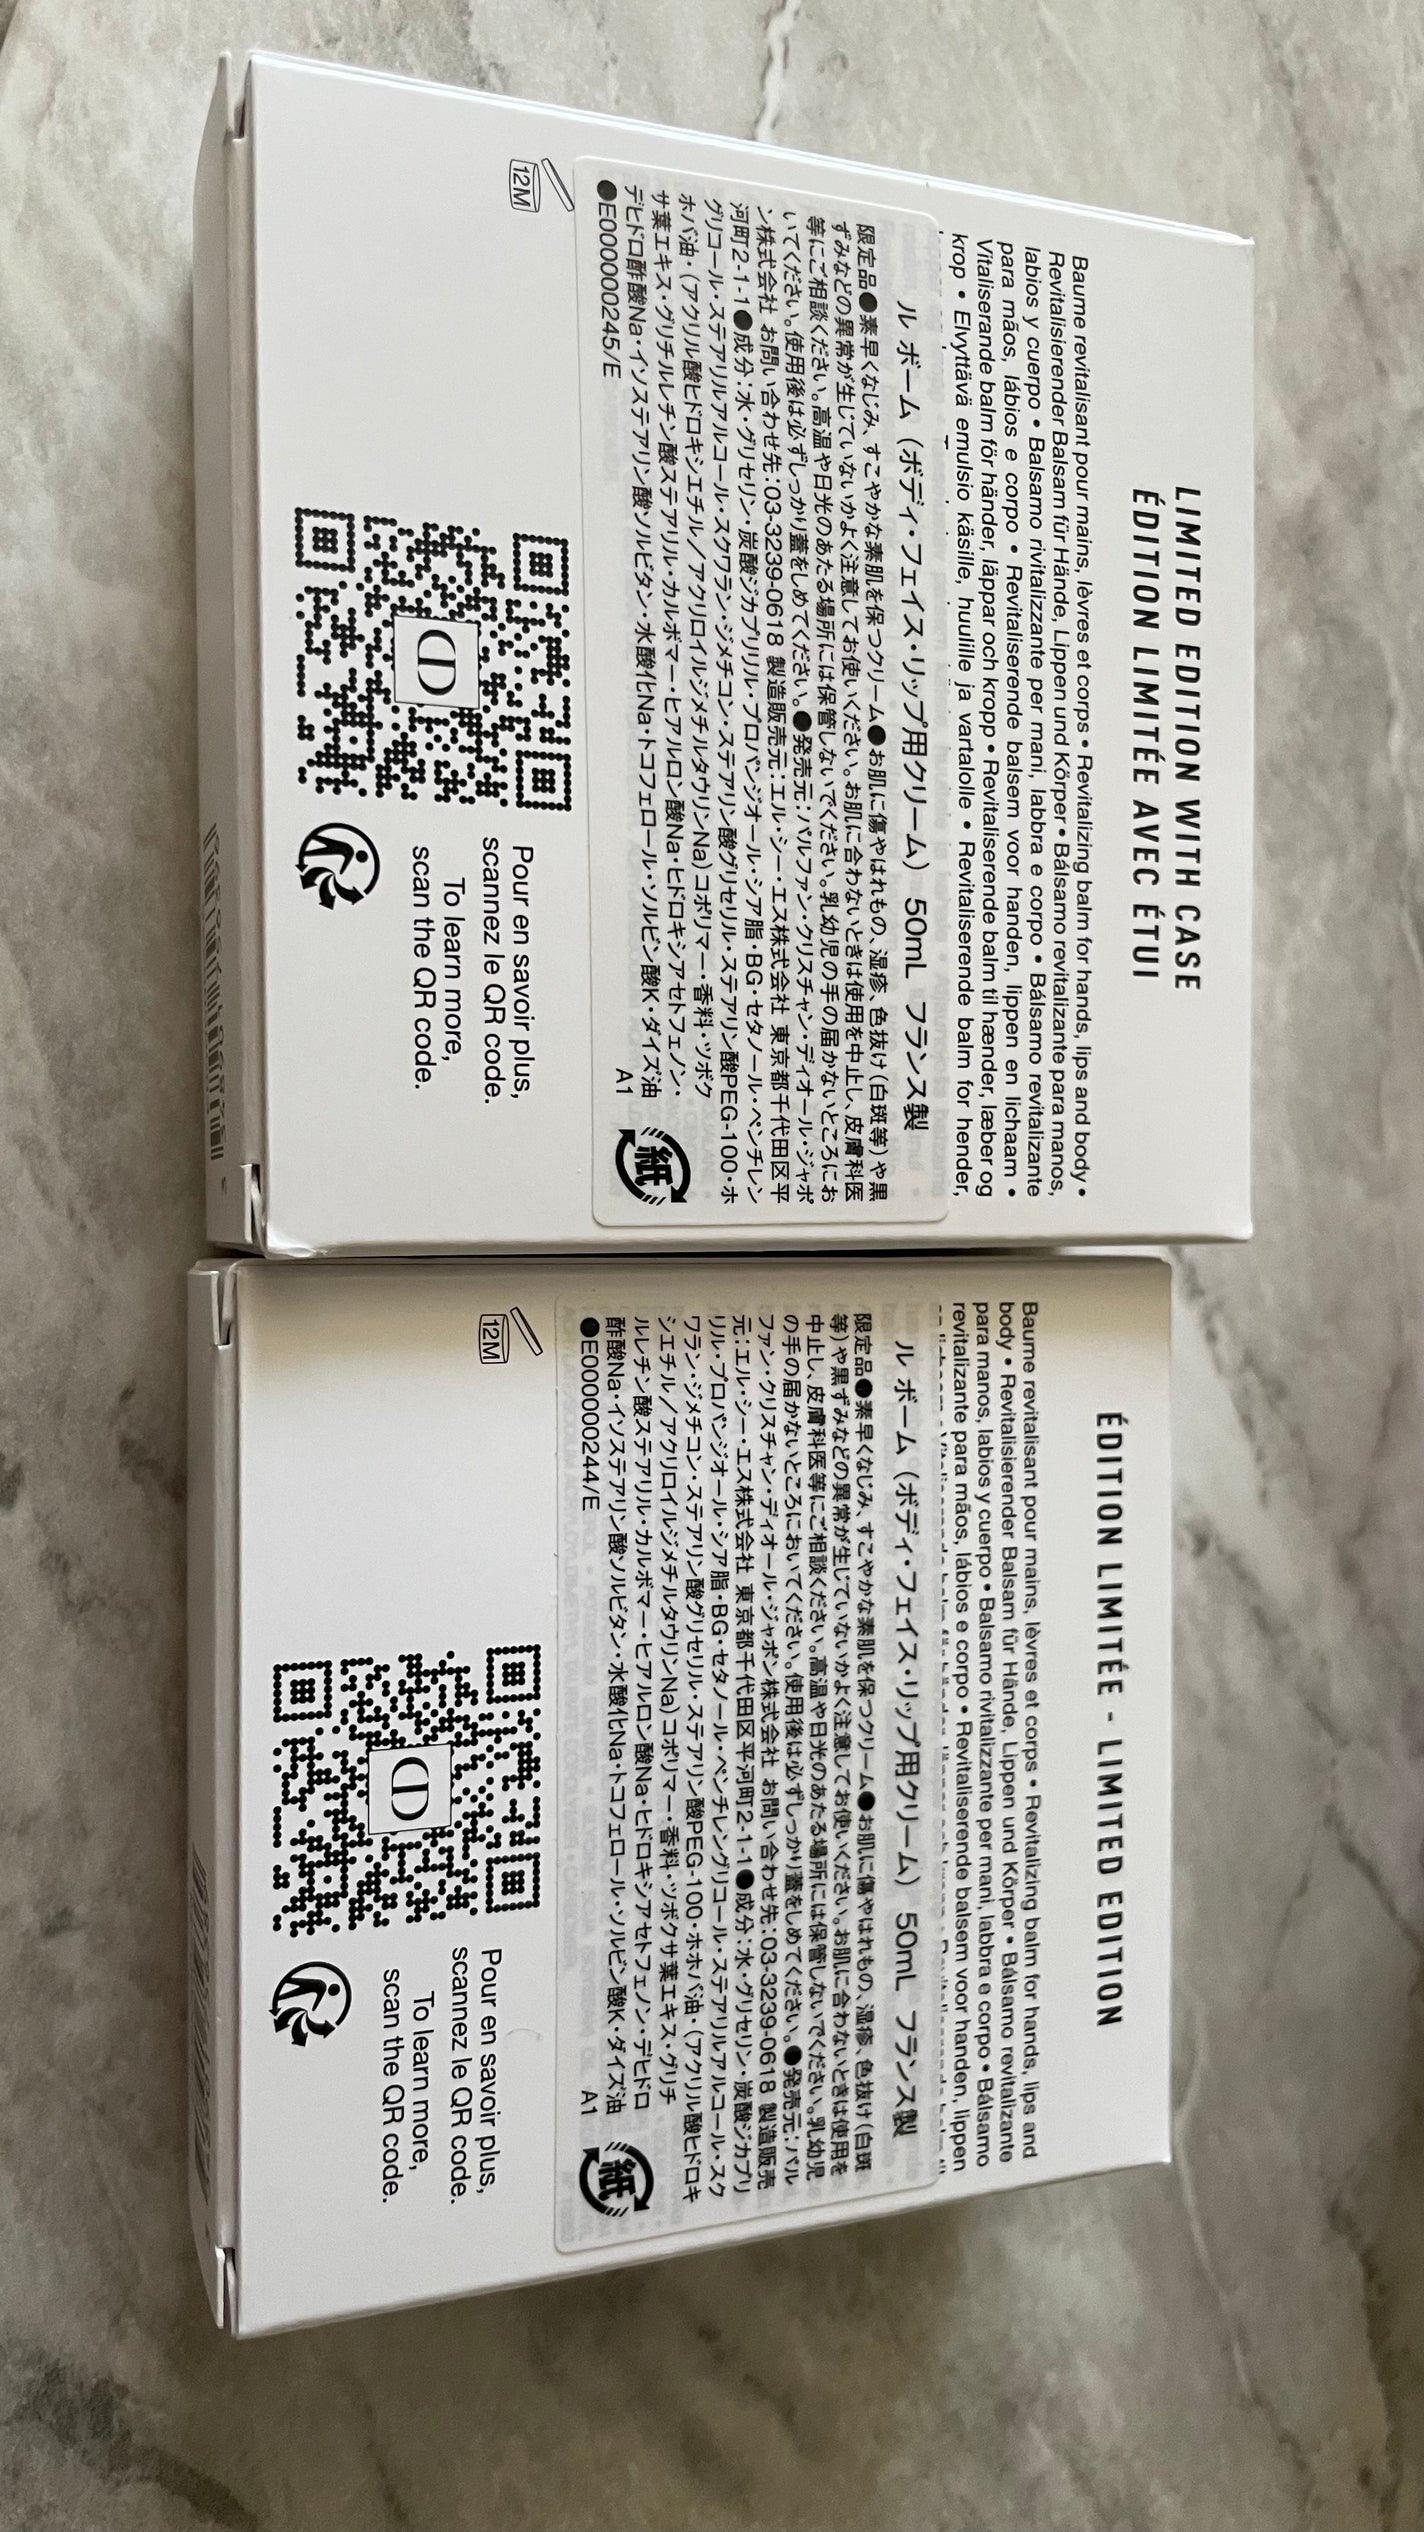 LIMITED EDITION WITH CASE
ÉDITION LIMITÉE AVEC ÉTUI
Baume revitalisant pour mains, lèvres et corps • Revitalizing balm for hands, lips and body •
Revitalisierender Balsam für Hände, Lippen und Körper • Bálsamo revitalizante para manos,
labios y cuerpo • Balsamo rivitalizzante per mani, labbra e corpo • Bálsamo revitalizante
para mãos, lábios e corpo • Revitaliserende balsem voor handen, lippen en lichaam •
Vitaliserande balm för händer, läppar och kropp • Revitaliserende balm til hænder, læber og
krop • Elvyttävä emulsio käsille, huulille ja vartalolle • Revitaliserende balm for hender,
ル ボーム（ボディ・フェイス・リップ用クリーム） 50mL フランス製
限定品●素早くなじみ、すこやかな素肌を保つクリーム●お肌に傷やはれもの、湿疹、色抜け（白斑等）や黒
ずみなどの異常が生じていないかよく注意してお使いください。お肌に合わないときは使用を中止し、皮膚科医
等にご相談ください。高温や日光のあたる場所には保管しないでください。乳幼児の手の届かないところにお
いてください。使用後は必ずしっかり蓋をしめてください。●発売元：パルファン・クリスチャン・ディオール・ジャポ
ン株式会社 お問い合わせ先：03-3239-0618 製造販売元：エル・シー・エス株式会社 東京都千代田区平
河町2-1-1●成分：水・グリセリン・炭酸ジカプリリル・プロパンジオール・シア脂・BG・セタノール・ペンチレン
グリコール・ステアリルアルコール・スクワラン・ジメチコン・ステアリン酸グリセリル・ステアリン酸PEG-100・ホ
ホバ油・（アクリル酸ヒドロキシエチル／アクリロイルジメチルタウリンNa）コポリマー・香料・ツボク
サ葉エキス・グリチルレチン酸ステアリル・カルボマー・ヒアルロン酸Na・ヒドロキシアセトフェノン・
デヒドロ酢酸Na・イソステアリン酸ソルビタン・水酸化Na・トコフェロール・ソルビン酸K・ダイズ油
●E000000245/E A1
紙
12M
CD
Pour en savoir plus,
scannez le QR code.
To learn more,
scan the QR code.
ÉDITION LIMITÉE - LIMITED EDITION
Baume revitalisant pour mains, lèvres et corps • Revitalizing balm for hands, lips and
body • Revitalisierender Balsam für Hände, Lippen und Körper • Bálsamo revitalizante
para manos, labios y cuerpo • Balsamo rivitalizzante per mani, labbra e corpo • Bálsamo
revitalizante para mãos, lábios e corpo • Revitaliserende balsem voor handen, lippen
ル ボーム（ボディ・フェイス・リップ用クリーム） 50mL フランス製
限定品●素早くなじみ、すこやかな素肌を保つクリーム●お肌に傷やはれもの、湿疹、色抜け（白斑
等）や黒ずみなどの異常が生じていないかよく注意してお使いください。お肌に合わないときは使用を
中止し、皮膚科医等にご相談ください。高温や日光のあたる場所には保管しないでください。乳幼児
の手の届かないところにおいてください。使用後は必ずしっかり蓋をしめてください。●発売元：パル
ファン・クリスチャン・ディオール・ジャポン株式会社 お問い合わせ先：03-3239-0618 製造販売
元：エル・シー・エス株式会社 東京都千代田区平河町2-1-1●成分：水・グリセリン・炭酸ジカプリ
リル・プロパンジオール・シア脂・BG・セタノール・ペンチレングリコール・ステアリルアルコール・スク
ワラン・ジメチコン・ステアリン酸グリセリル・ステアリン酸PEG-100・ホホバ油・（アクリル酸ヒドロキ
シエチル／アクリロイルジメチルタウリンNa）コポリマー・香料・ツボクサ葉エキス・グリチ
ルレチン酸ステアリル・カルボマー・ヒアルロン酸Na・ヒドロキシアセトフェノン・デヒドロ
酢酸Na・イソステアリン酸ソルビタン・水酸化Na・トコフェロール・ソルビン酸K・ダイズ油
●E000000244/E A1
紙
12M
CD
Pour en savoir plus,
scannez le QR code.
To learn more,
scan the QR code.